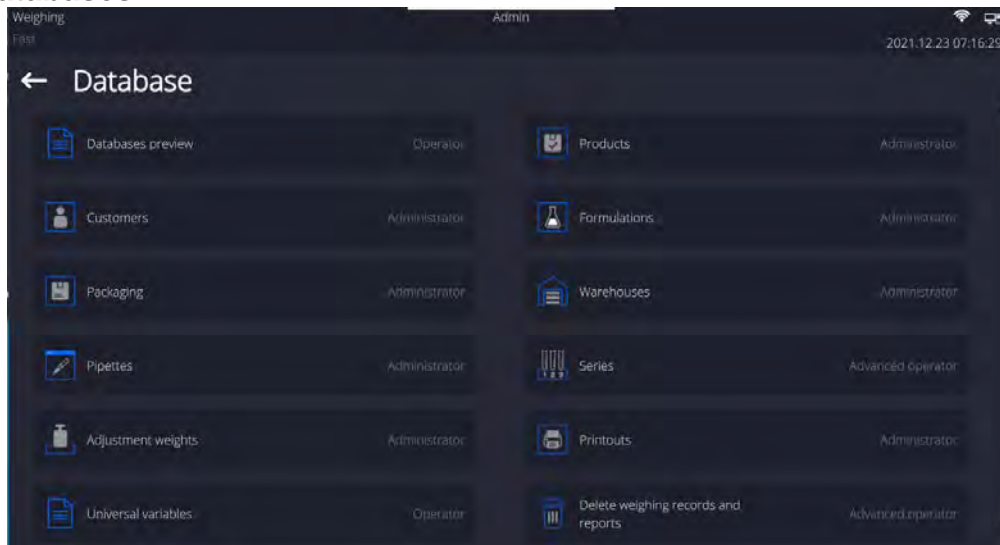 Weighing
Admin
Fast
2021.12.23 07:16:29
Database
Databases preview
Operator
Products
Administrator
Customers
Administrator
Formulations
Administrator
Packaging
Administrator
Warehouses
Administrator
Pipettes
Administrator
Series
Advanced operator
Adjustment weights
Administrator
Printouts
Administrator
Universal variables
Operator
Delete weighing records and
reports
Advanced operator